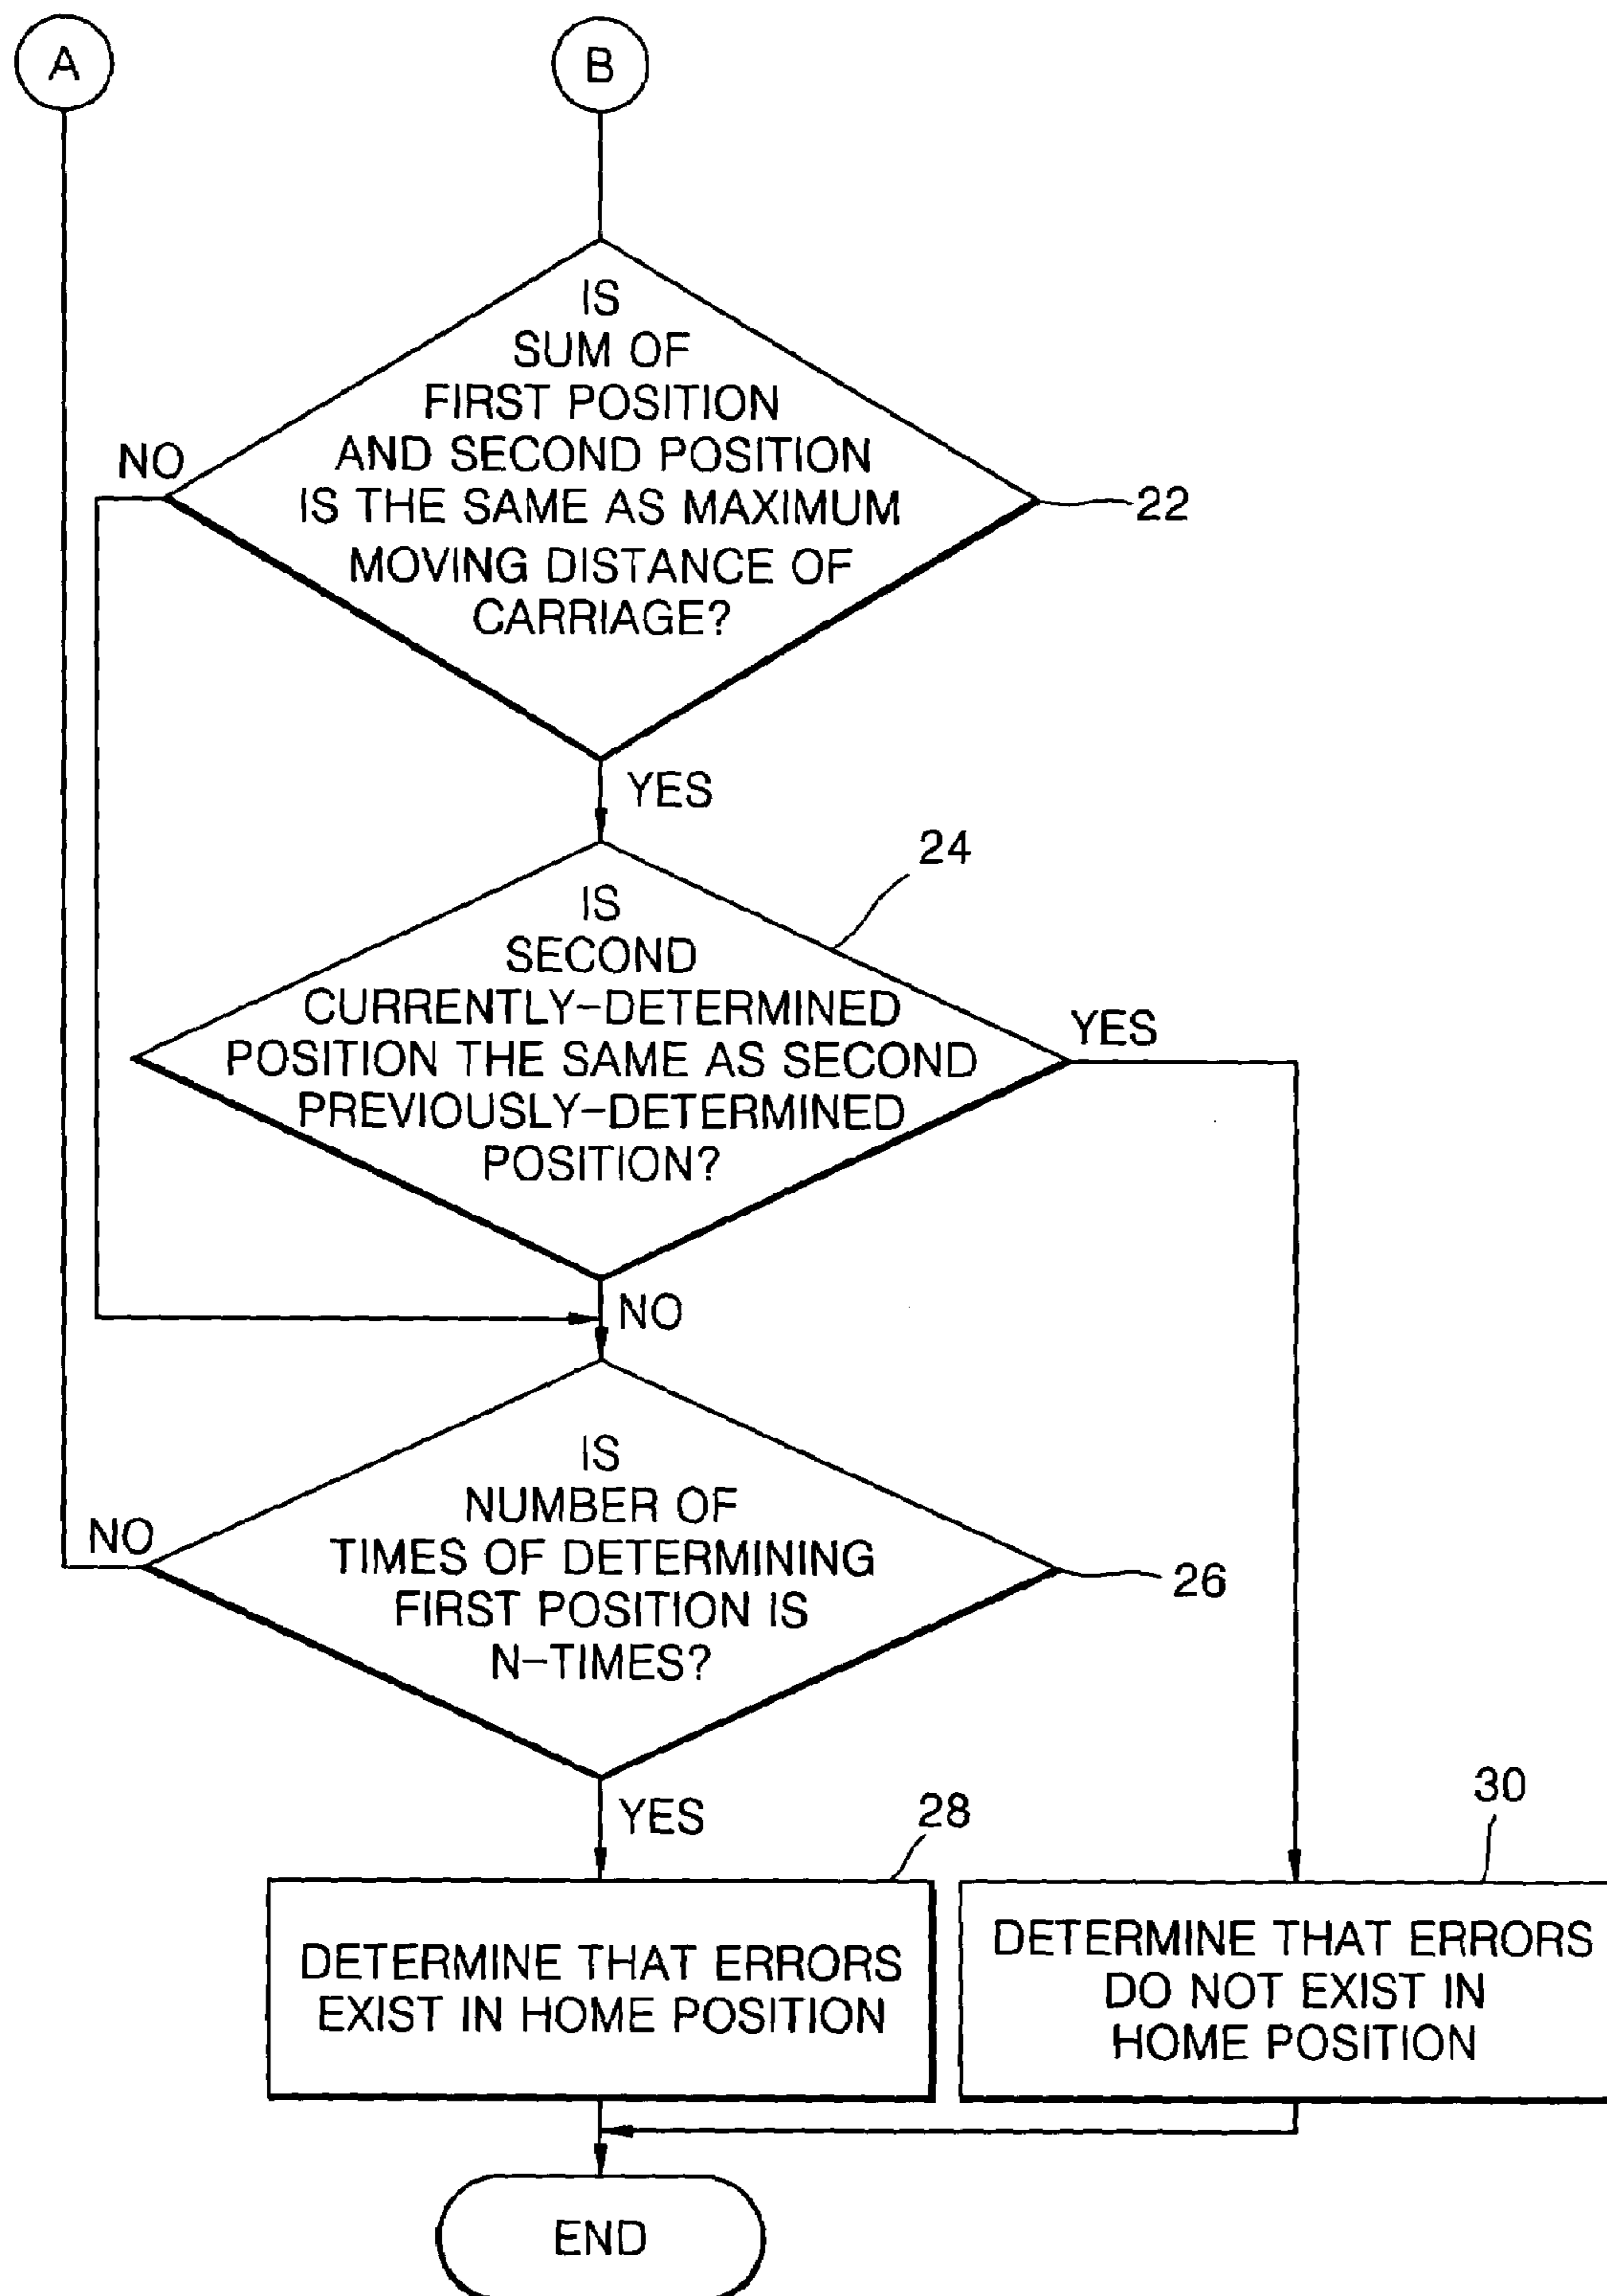 A
B
IS
SUM OF
FIRST POSITION
AND SECOND POSITION
IS THE SAME AS MAXIMUM
MOVING DISTANCE OF
CARRIAGE?
NO
22
YES
24
IS
SECOND
CURRENTLY-DETERMINED
POSITION THE SAME AS SECOND
PREVIOUSLY-DETERMINED
POSITION?
YES
NO
IS
NUMBER OF
TIMES OF DETERMINING
FIRST POSITION IS
N-TIMES?
NO
26
YES
28
30
DETERMINE THAT ERRORS
EXIST IN HOME POSITION
DETERMINE THAT ERRORS
DO NOT EXIST IN
HOME POSITION
END